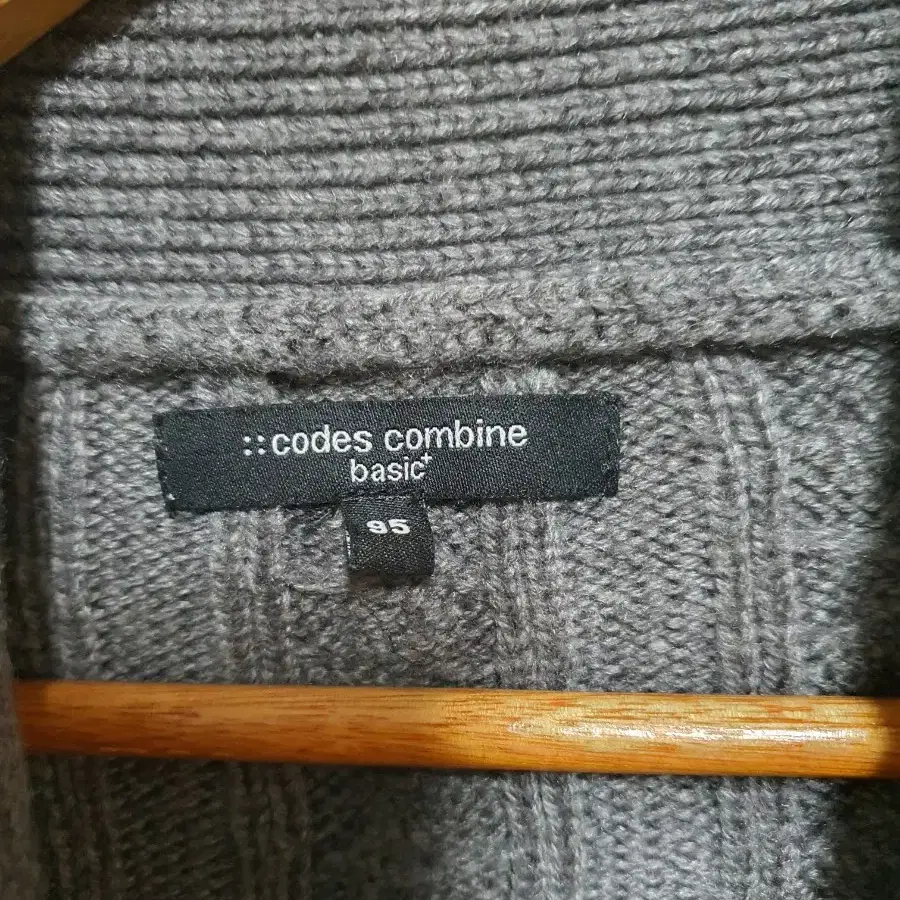 ::codes combine
basic+
95